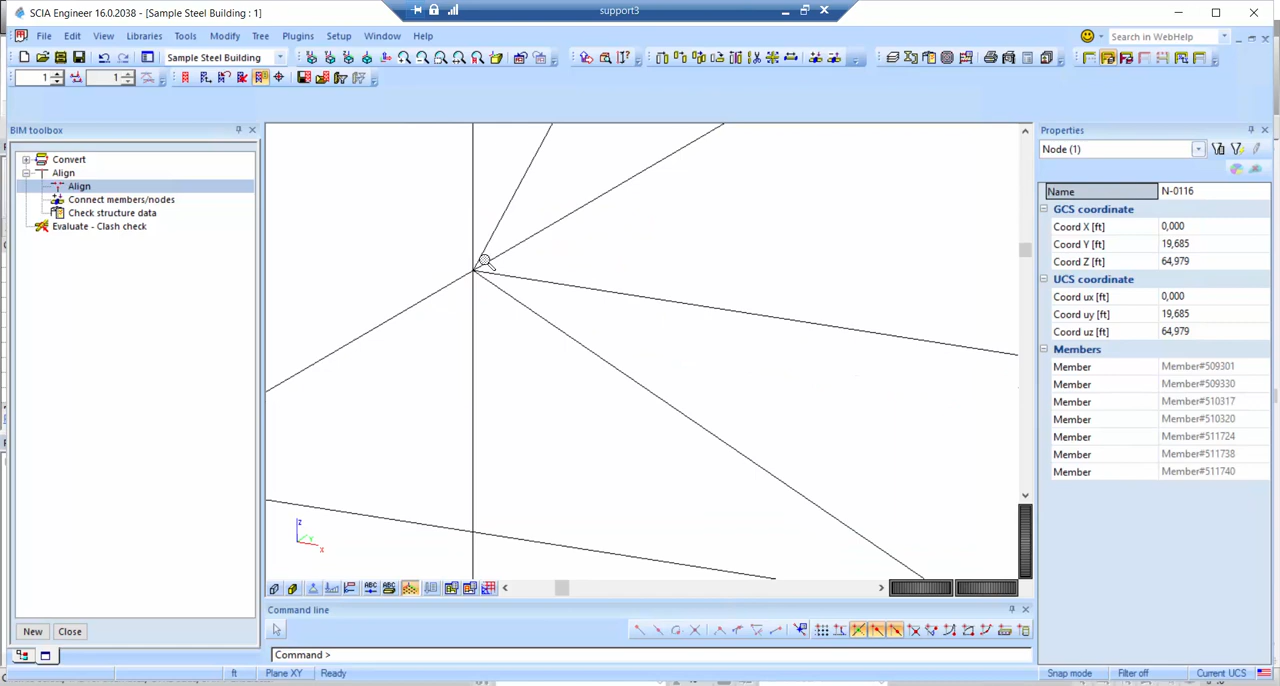 SCIA Engineer 16.0.2038 - [Sample Steel Building : 1]
support3
File Edit View Libraries Tools Modify Tree Plugins Setup Window Help
Search in WebHelp
Sample Steel Building
1
1
BIM toolbox
Convert
Align
Align
Connect members/nodes
Check structure data
Evaluate - Clash check
New
Close
z
Y
x
ABC
ABC
Properties
Node (1)
Name N-0116
GCS coordinate
Coord X [ft] 0,000
Coord Y [ft] 19,685
Coord Z [ft] 64,979
UCS coordinate
Coord ux [ft] 0,000
Coord uy [ft] 19,685
Coord uz [ft] 64,979
Members
Member Member#509301
Member Member#509330
Member Member#510317
Member Member#510320
Member Member#511724
Member Member#511738
Member Member#511740
Command line
Command >
ft Plane XY Ready Snap mode Filter off Current UCS